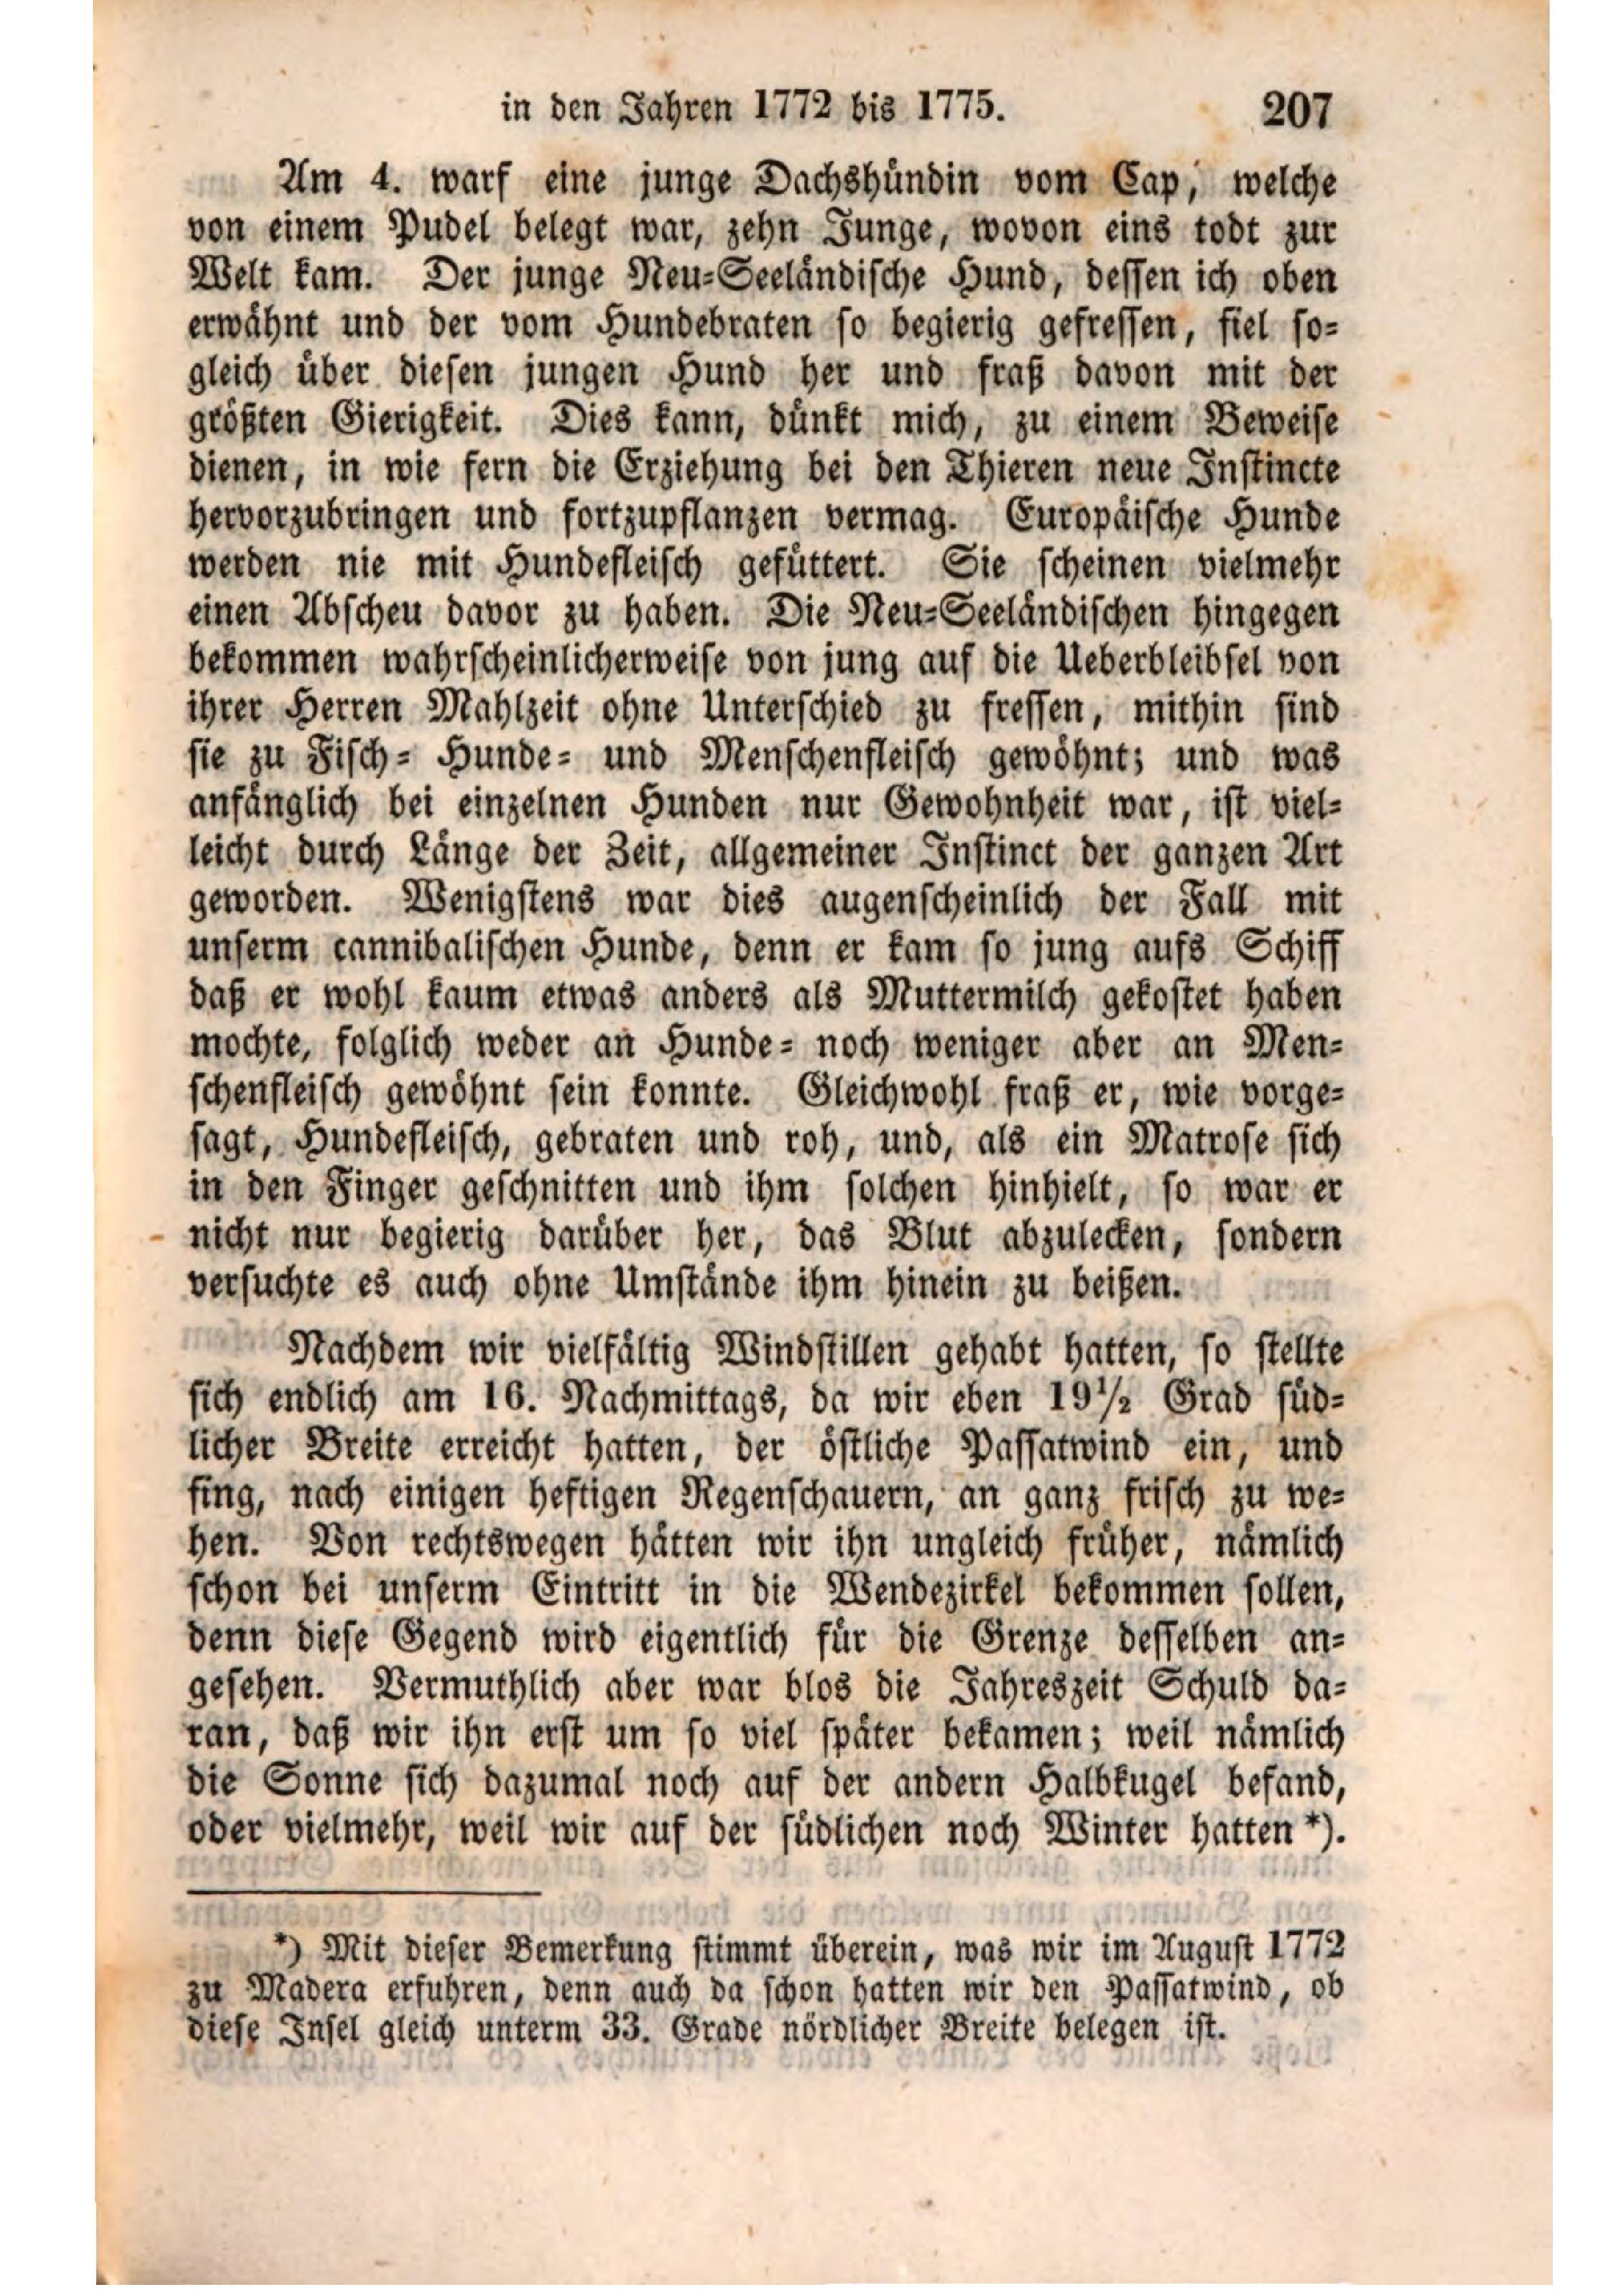 in den Jahren 1772 bis 1775. 207
Am 4. warf eine junge Dachshündin vom Cap, welche
von einem Pudel belegt war, zehn Junge, wovon eins todt zur
Welt kam. Der junge Neu-Seeländische Hund, dessen ich oben
erwähnt und der vom Hundebraten so begierig gefressen, fiel so-
gleich über diesen jungen Hund her und fraß davon mit der
größten Gierigkeit. Dies kann, dünkt mich, zu einem Beweise
dienen, in wie fern die Erziehung bei den Thieren neue Instincte
hervorzubringen und fortzupflanzen vermag. Europäische Hunde
werden nie mit Hundefleisch gefüttert. Sie scheinen vielmehr
einen Abscheu davor zu haben. Die Neu-Seeländischen hingegen
bekommen wahrscheinlicherweise von jung auf die Ueberbleibsel von
ihrer Herren Mahlzeit ohne Unterschied zu fressen, mithin sind
sie zu Fisch- Hunde- und Menschenfleisch gewöhnt; und was
anfänglich bei einzelnen Hunden nur Gewohnheit war, ist viel-
leicht durch Länge der Zeit, allgemeiner Instinct der ganzen Art
geworden. Wenigstens war dies augenscheinlich der Fall mit
unserm cannibalischen Hunde, denn er kam so jung aufs Schiff
daß er wohl kaum etwas anders als Muttermilch gekostet haben
mochte, folglich weder an Hunde- noch weniger aber an Men-
schenfleisch gewöhnt sein konnte. Gleichwohl fraß er, wie vorge-
sagt, Hundefleisch, gebraten und roh, und, als ein Matrose sich
in den Finger geschnitten und ihm solchen hinhielt, so war er
nicht nur begierig darüber her, das Blut abzulecken, sondern
versuchte es auch ohne Umstände ihm hinein zu beißen.
Nachdem wir vielfältig Windstillen gehabt hatten, so stellte
sich endlich am 16. Nachmittags, da wir eben 19½ Grad süd-
licher Breite erreicht hatten, der östliche Passatwind ein, und
fing, nach einigen heftigen Regenschauern, an ganz frisch zu we-
hen. Von rechtswegen hätten wir ihn ungleich früher, nämlich
schon bei unserm Eintritt in die Wendezirkel bekommen sollen,
denn diese Gegend wird eigentlich für die Grenze desselben an-
gesehen. Vermuthlich aber war blos die Jahreszeit Schuld da-
ran, daß wir ihn erst um so viel später bekamen; weil nämlich
die Sonne sich dazumal noch auf der andern Halbkugel befand,
oder vielmehr, weil wir auf der südlichen noch Winter hatten *).
*) Mit dieser Bemerkung stimmt überein, was wir im August 1772
zu Madera erfuhren, denn auch da schon hatten wir den Passatwind, ob
diese Insel gleich unterm 33. Grade nördlicher Breite belegen ist.